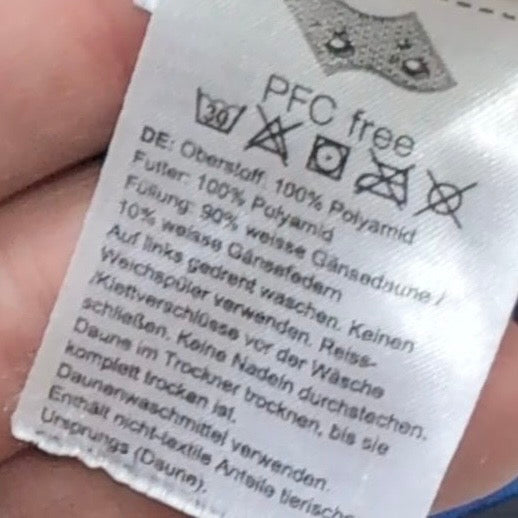 PFC free
30
DE: Oberstoff: 100% Polyamid
Futter: 100% Polyamid
Füllung: 90% weisse Gänsedaune /
10% weisse Gänsefedern
Auf links gedreht waschen. Keinen
Weichspüler verwenden. Reiss-
/Klettverschlüsse vor der Wäsche
schließen. Keine Nadeln durchstechen.
Daune im Trockner trocknen, bis sie
komplett trocken ist.
Daunenwaschmittel verwenden.
Enthält nicht-textile Anteile tierische
Ursprungs (Daune).